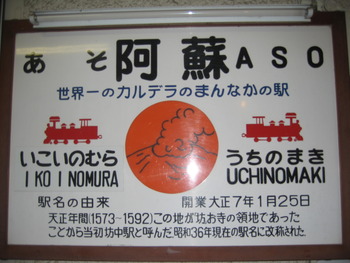 あそ 阿蘇 ASO
世界一のカルデラのまんなかの駅
いこいのむら うちのまき
IKOINOMURA UCHINOMAKI
駅名の由来 開業大正7年1月25日
天正年間(1573~1592)この地が坊お寺の領地であった
ことから当初坊中駅と呼んだ.昭和36年現在の駅名に改称された.